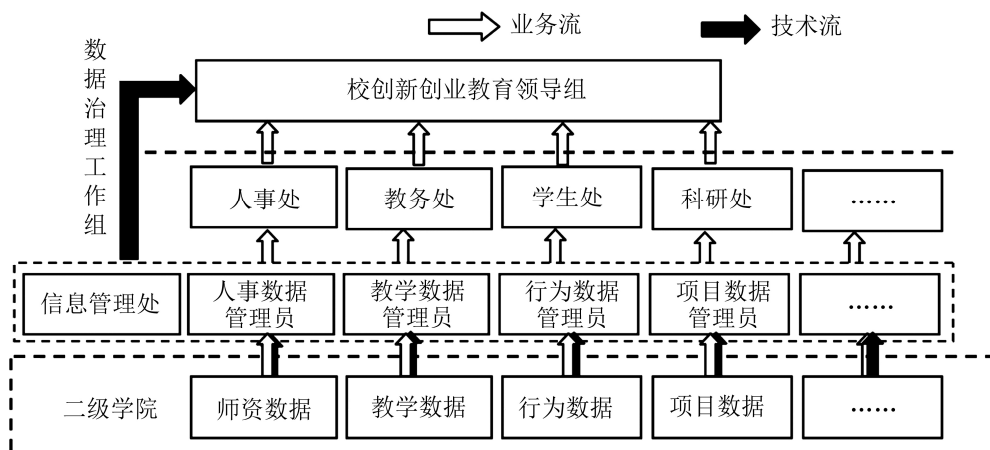 业务流
技术流
数据治理工作组
校创新创业教育领导组
人事处
教务处
学生处
科研处
……
信息管理处
人事数据
管理员
教学数据
管理员
行为数据
管理员
项目数据
管理员
……
二级学院
师资数据
教学数据
行为数据
项目数据
……